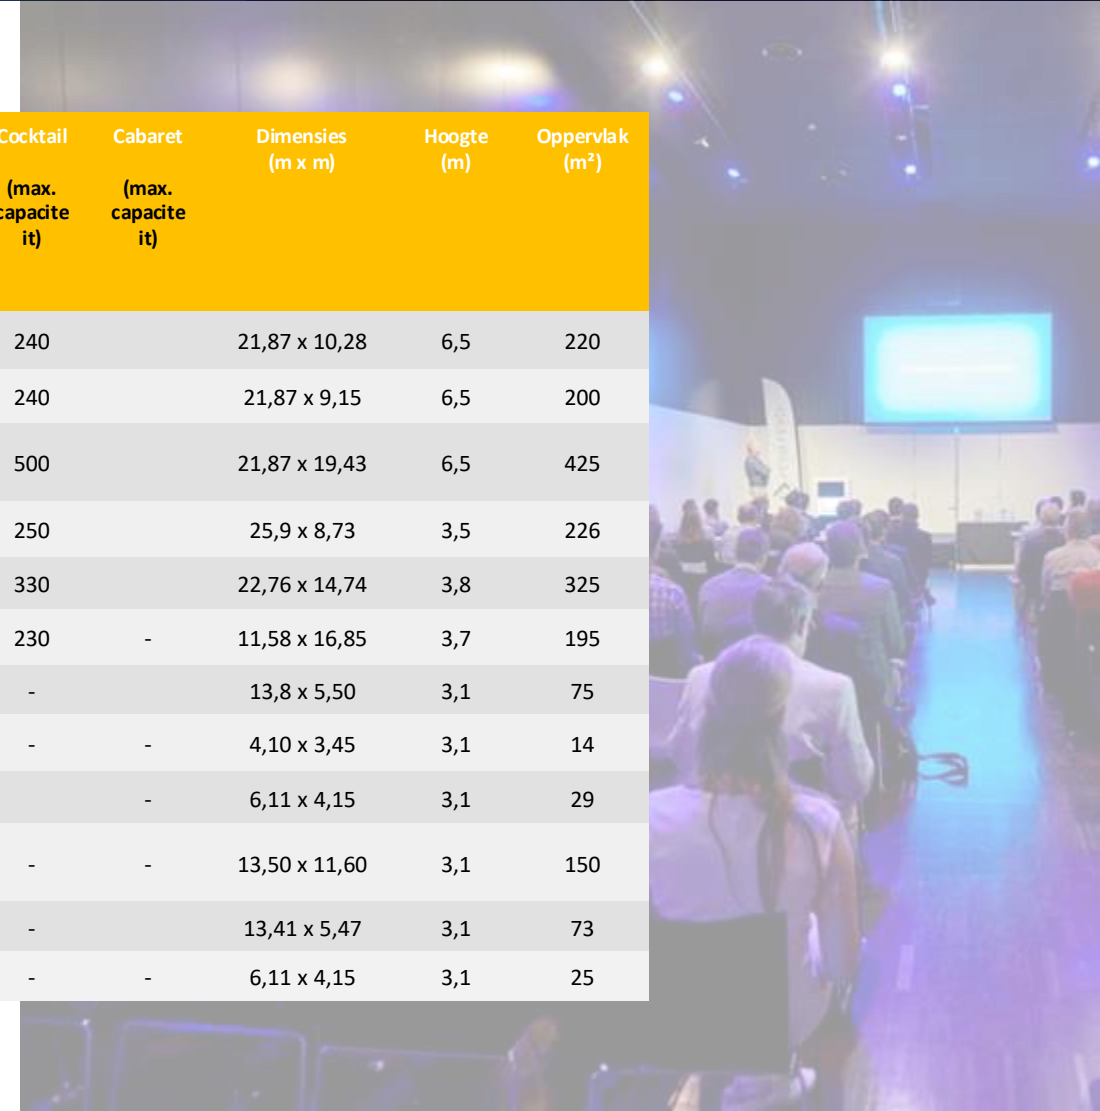 Cocktail Cabaret Dimensies Hoogte Oppervlak
(m x m) (m) (m²)
(max. (max.
capacite capacite
it) it)
240 21,87 x 10,28 6,5 220
240 21,87 x 9,15 6,5 200
500 21,87 x 19,43 6,5 425
250 25,9 x 8,73 3,5 226
330 22,76 x 14,74 3,8 325
230 - 11,58 x 16,85 3,7 195
- 13,8 x 5,50 3,1 75
- - 4,10 x 3,45 3,1 14
- 6,11 x 4,15 3,1 29
- - 13,50 x 11,60 3,1 150
- 13,41 x 5,47 3,1 73
- - 6,11 x 4,15 3,1 25